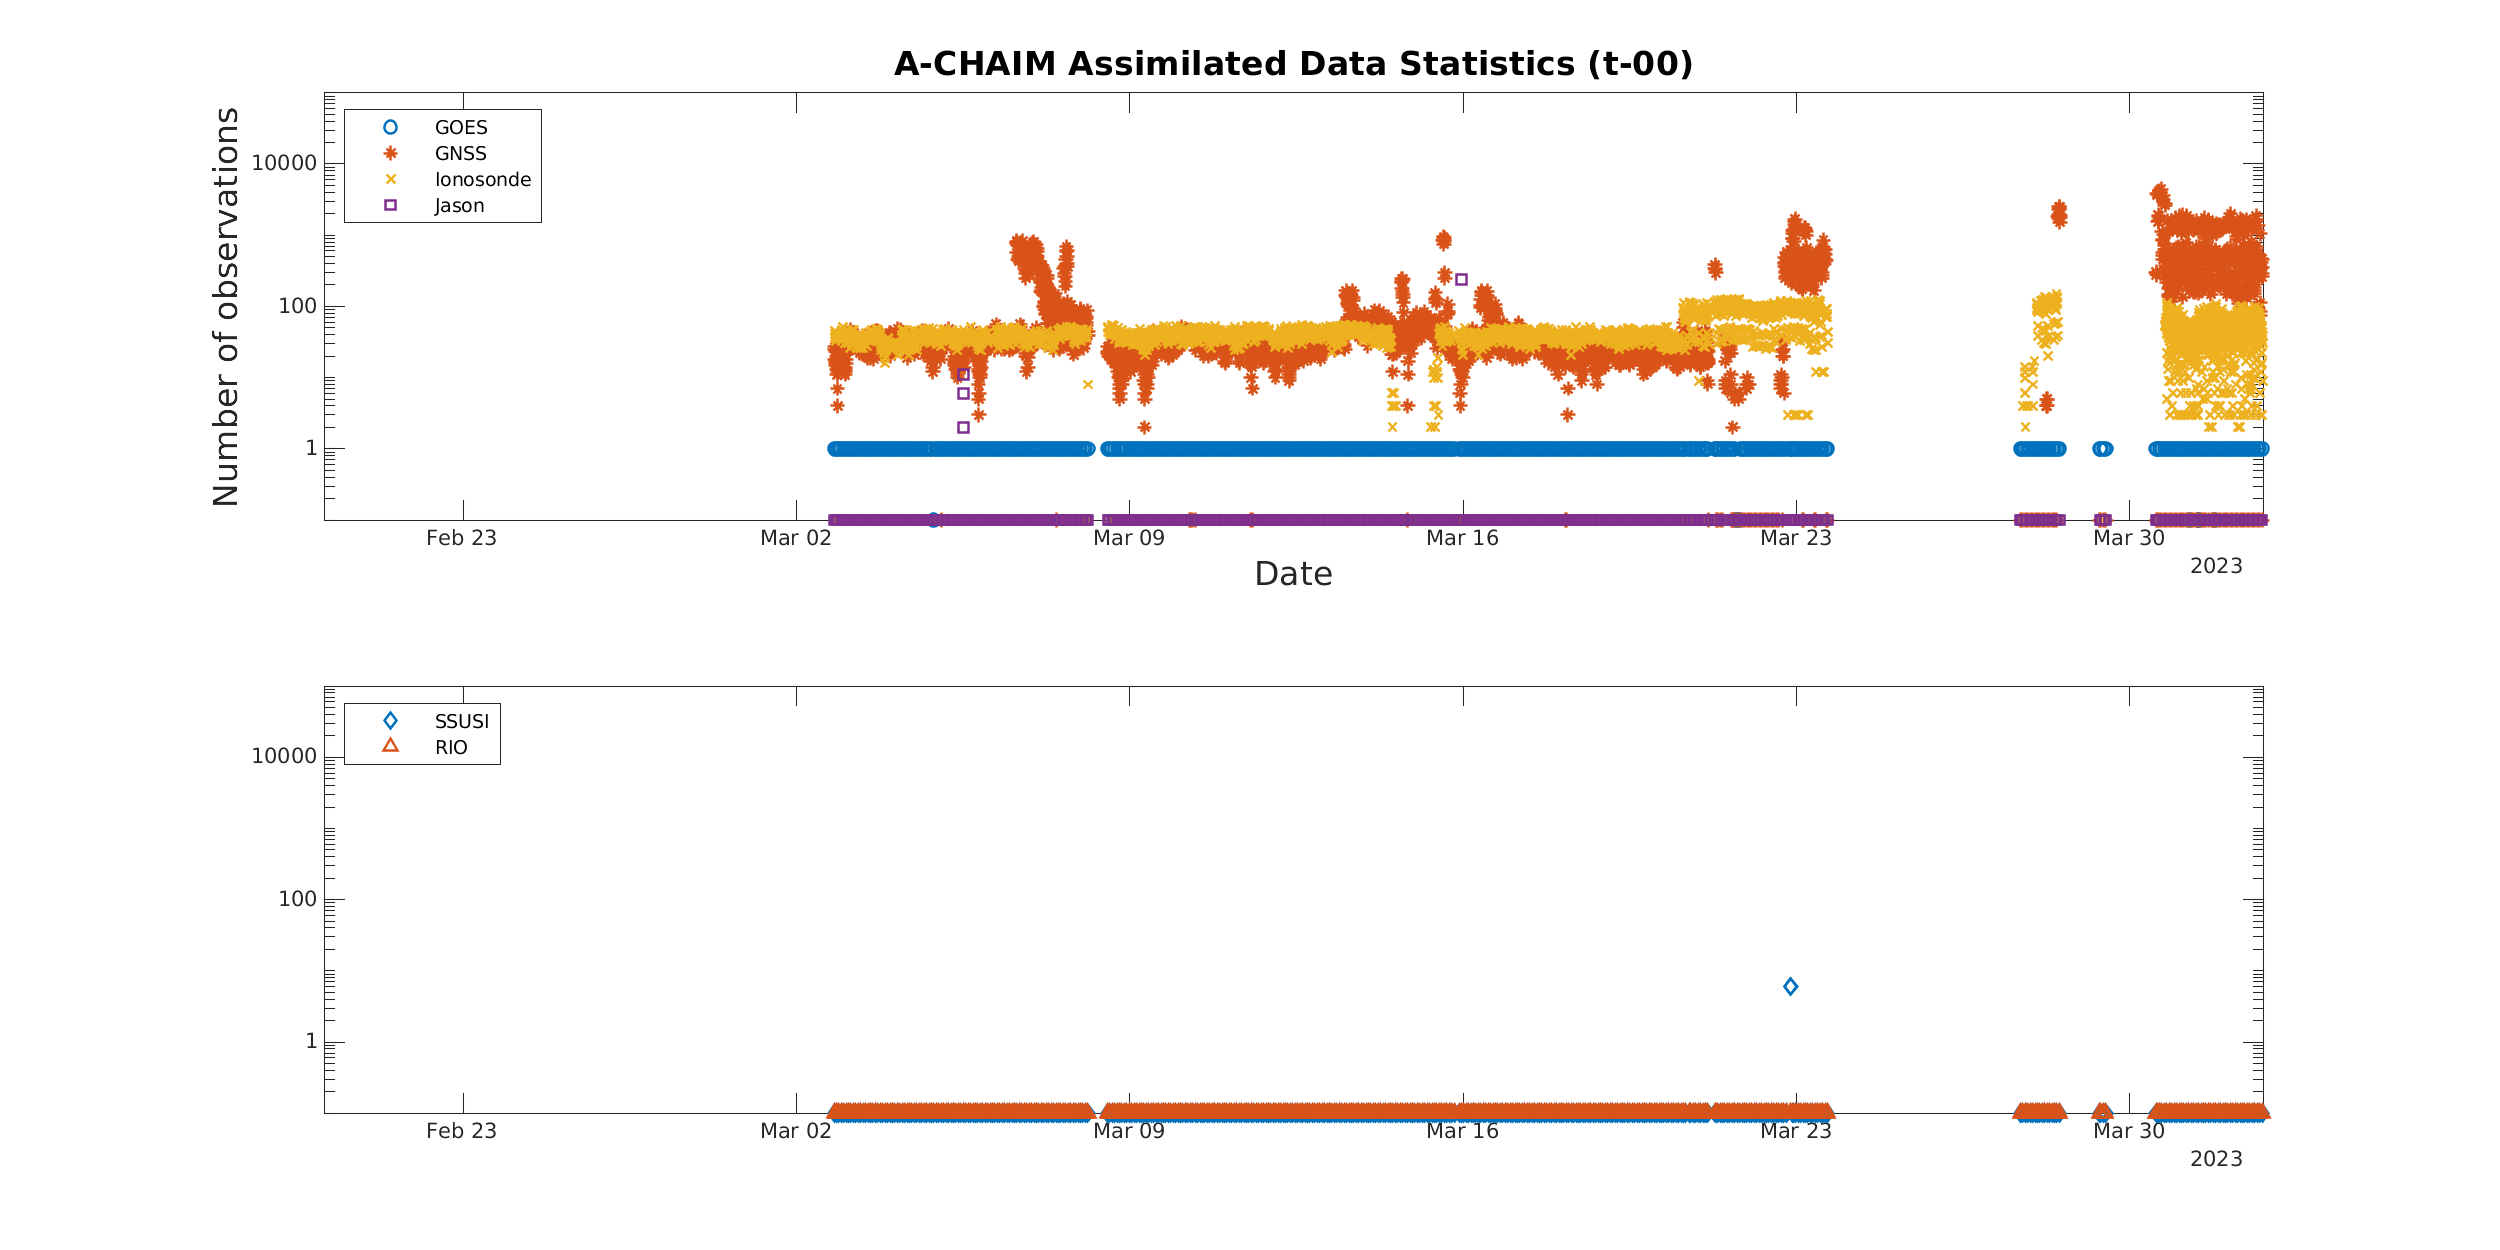 A-CHAIM Assimilated Data Statistics (t-00)
Number of observations
10000
100
1
GOES
GNSS
Ionosonde
Jason
Feb 23
Mar 02
Mar 09
Mar 16
Mar 23
Mar 30
2023
Date
10000
100
1
SSUSI
RIO
Feb 23
Mar 02
Mar 09
Mar 16
Mar 23
Mar 30
2023